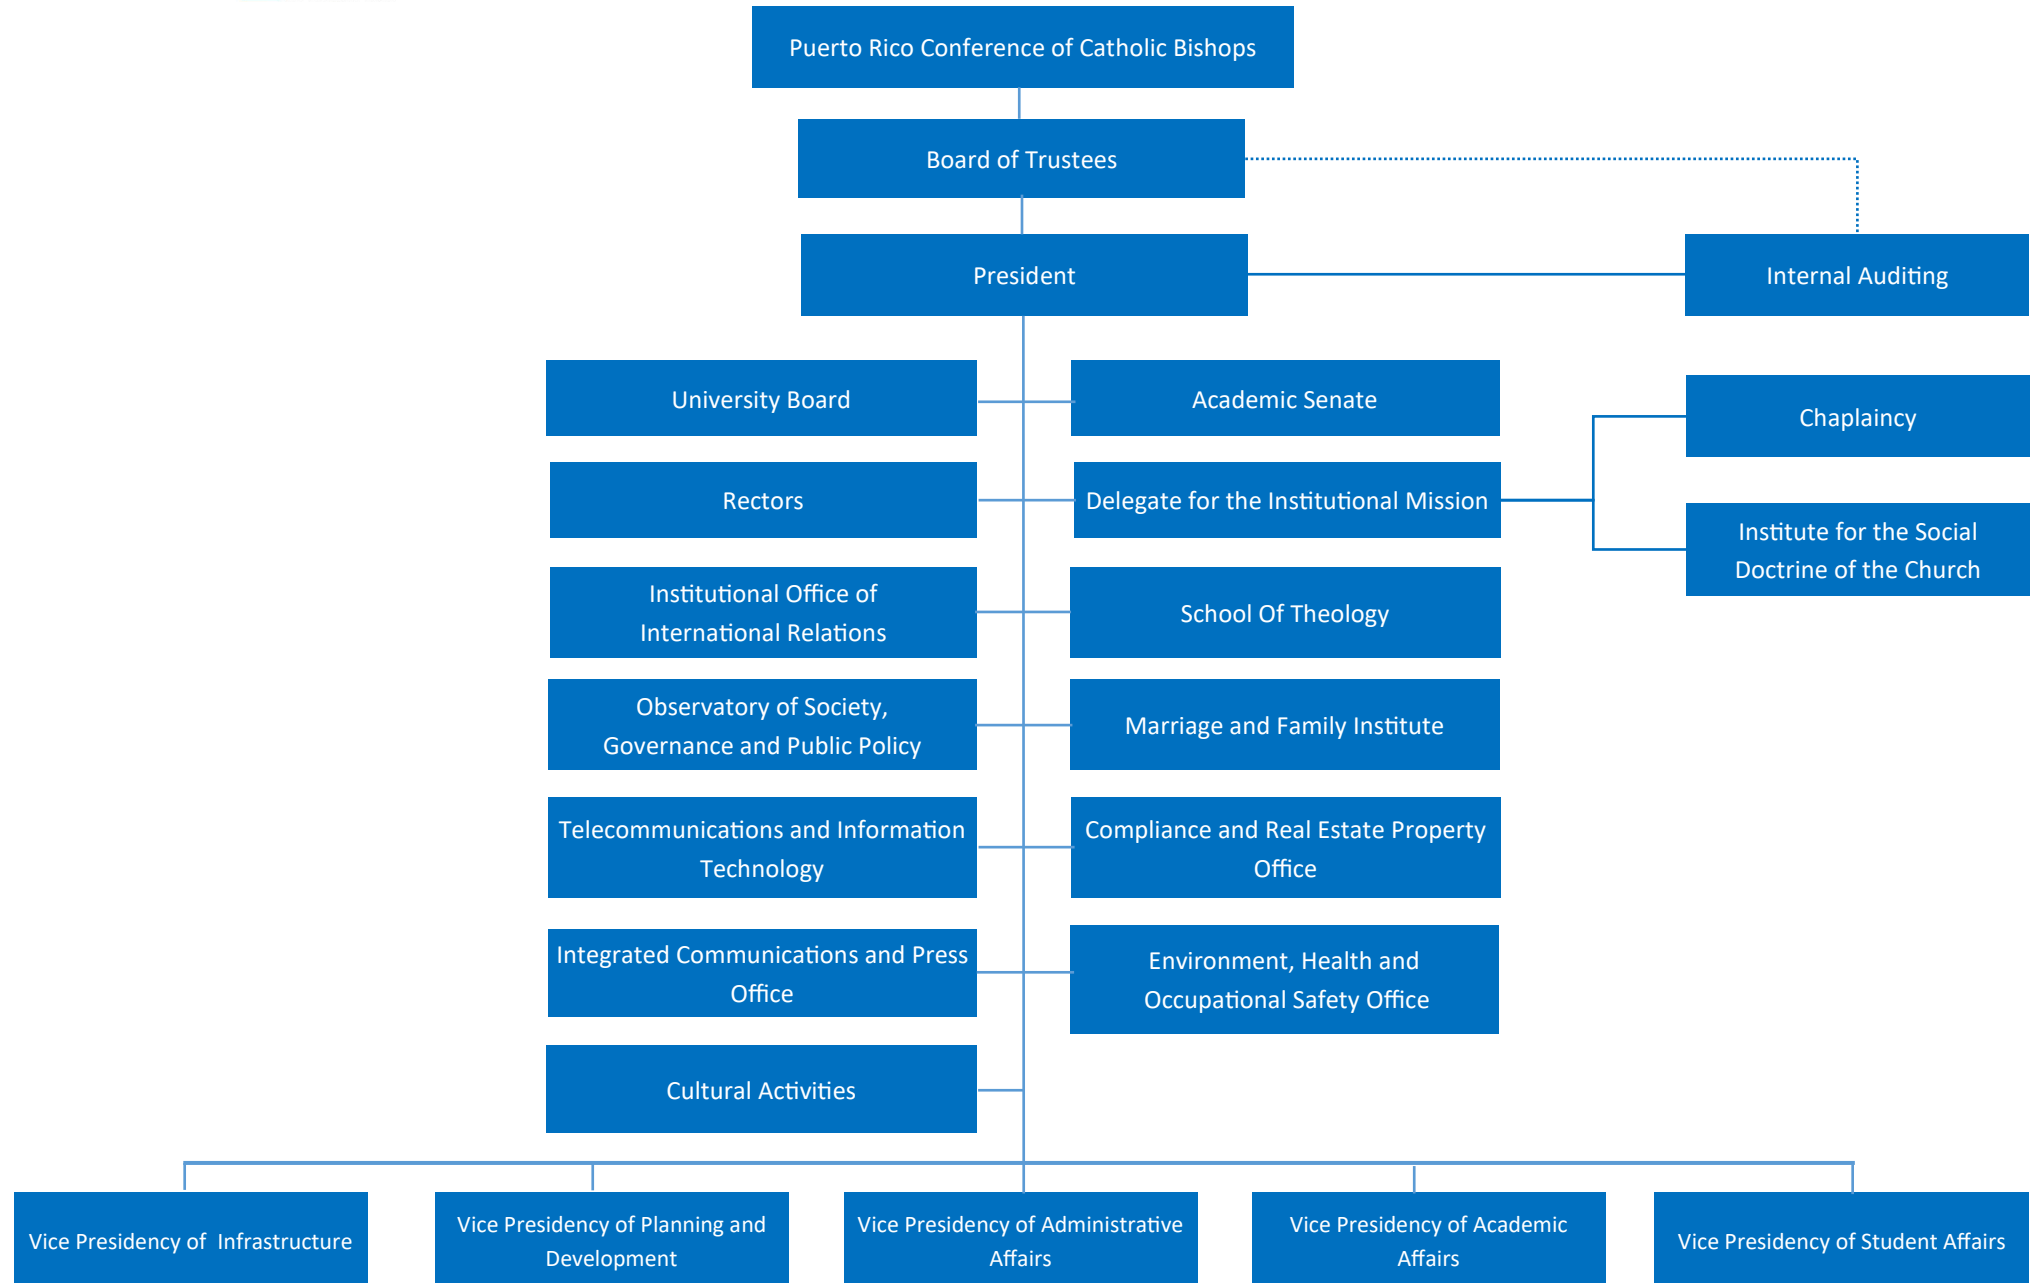 Puerto Rico Conference of Catholic Bishops
Board of Trustees
President
Internal Auditing
University Board
Academic Senate
Chaplaincy
Rectors
Delegate for the Institutional Mission
Institute for the Social
Doctrine of the Church
Institutional Office of
International Relations
School Of Theology
Observatory of Society,
Governance and Public Policy
Marriage and Family Institute
Telecommunications and Information
Technology
Compliance and Real Estate Property
Office
Integrated Communications and Press
Office
Environment, Health and
Occupational Safety Office
Cultural Activities
Vice Presidency of Infrastructure
Vice Presidency of Planning and
Development
Vice Presidency of Administrative
Affairs
Vice Presidency of Academic
Affairs
Vice Presidency of Student Affairs